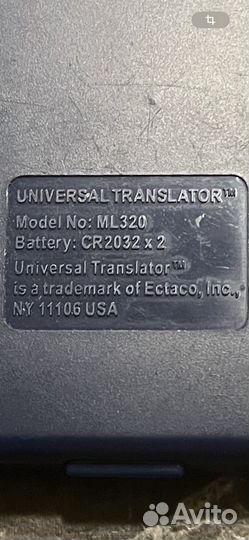 UNIVERSAL TRANSLATOR™
Model No: ML320
Battery: CR2032 x 2
Universal Translator™
is a trademark of Ectaco, Inc.,
NY 11106 USA
Avito